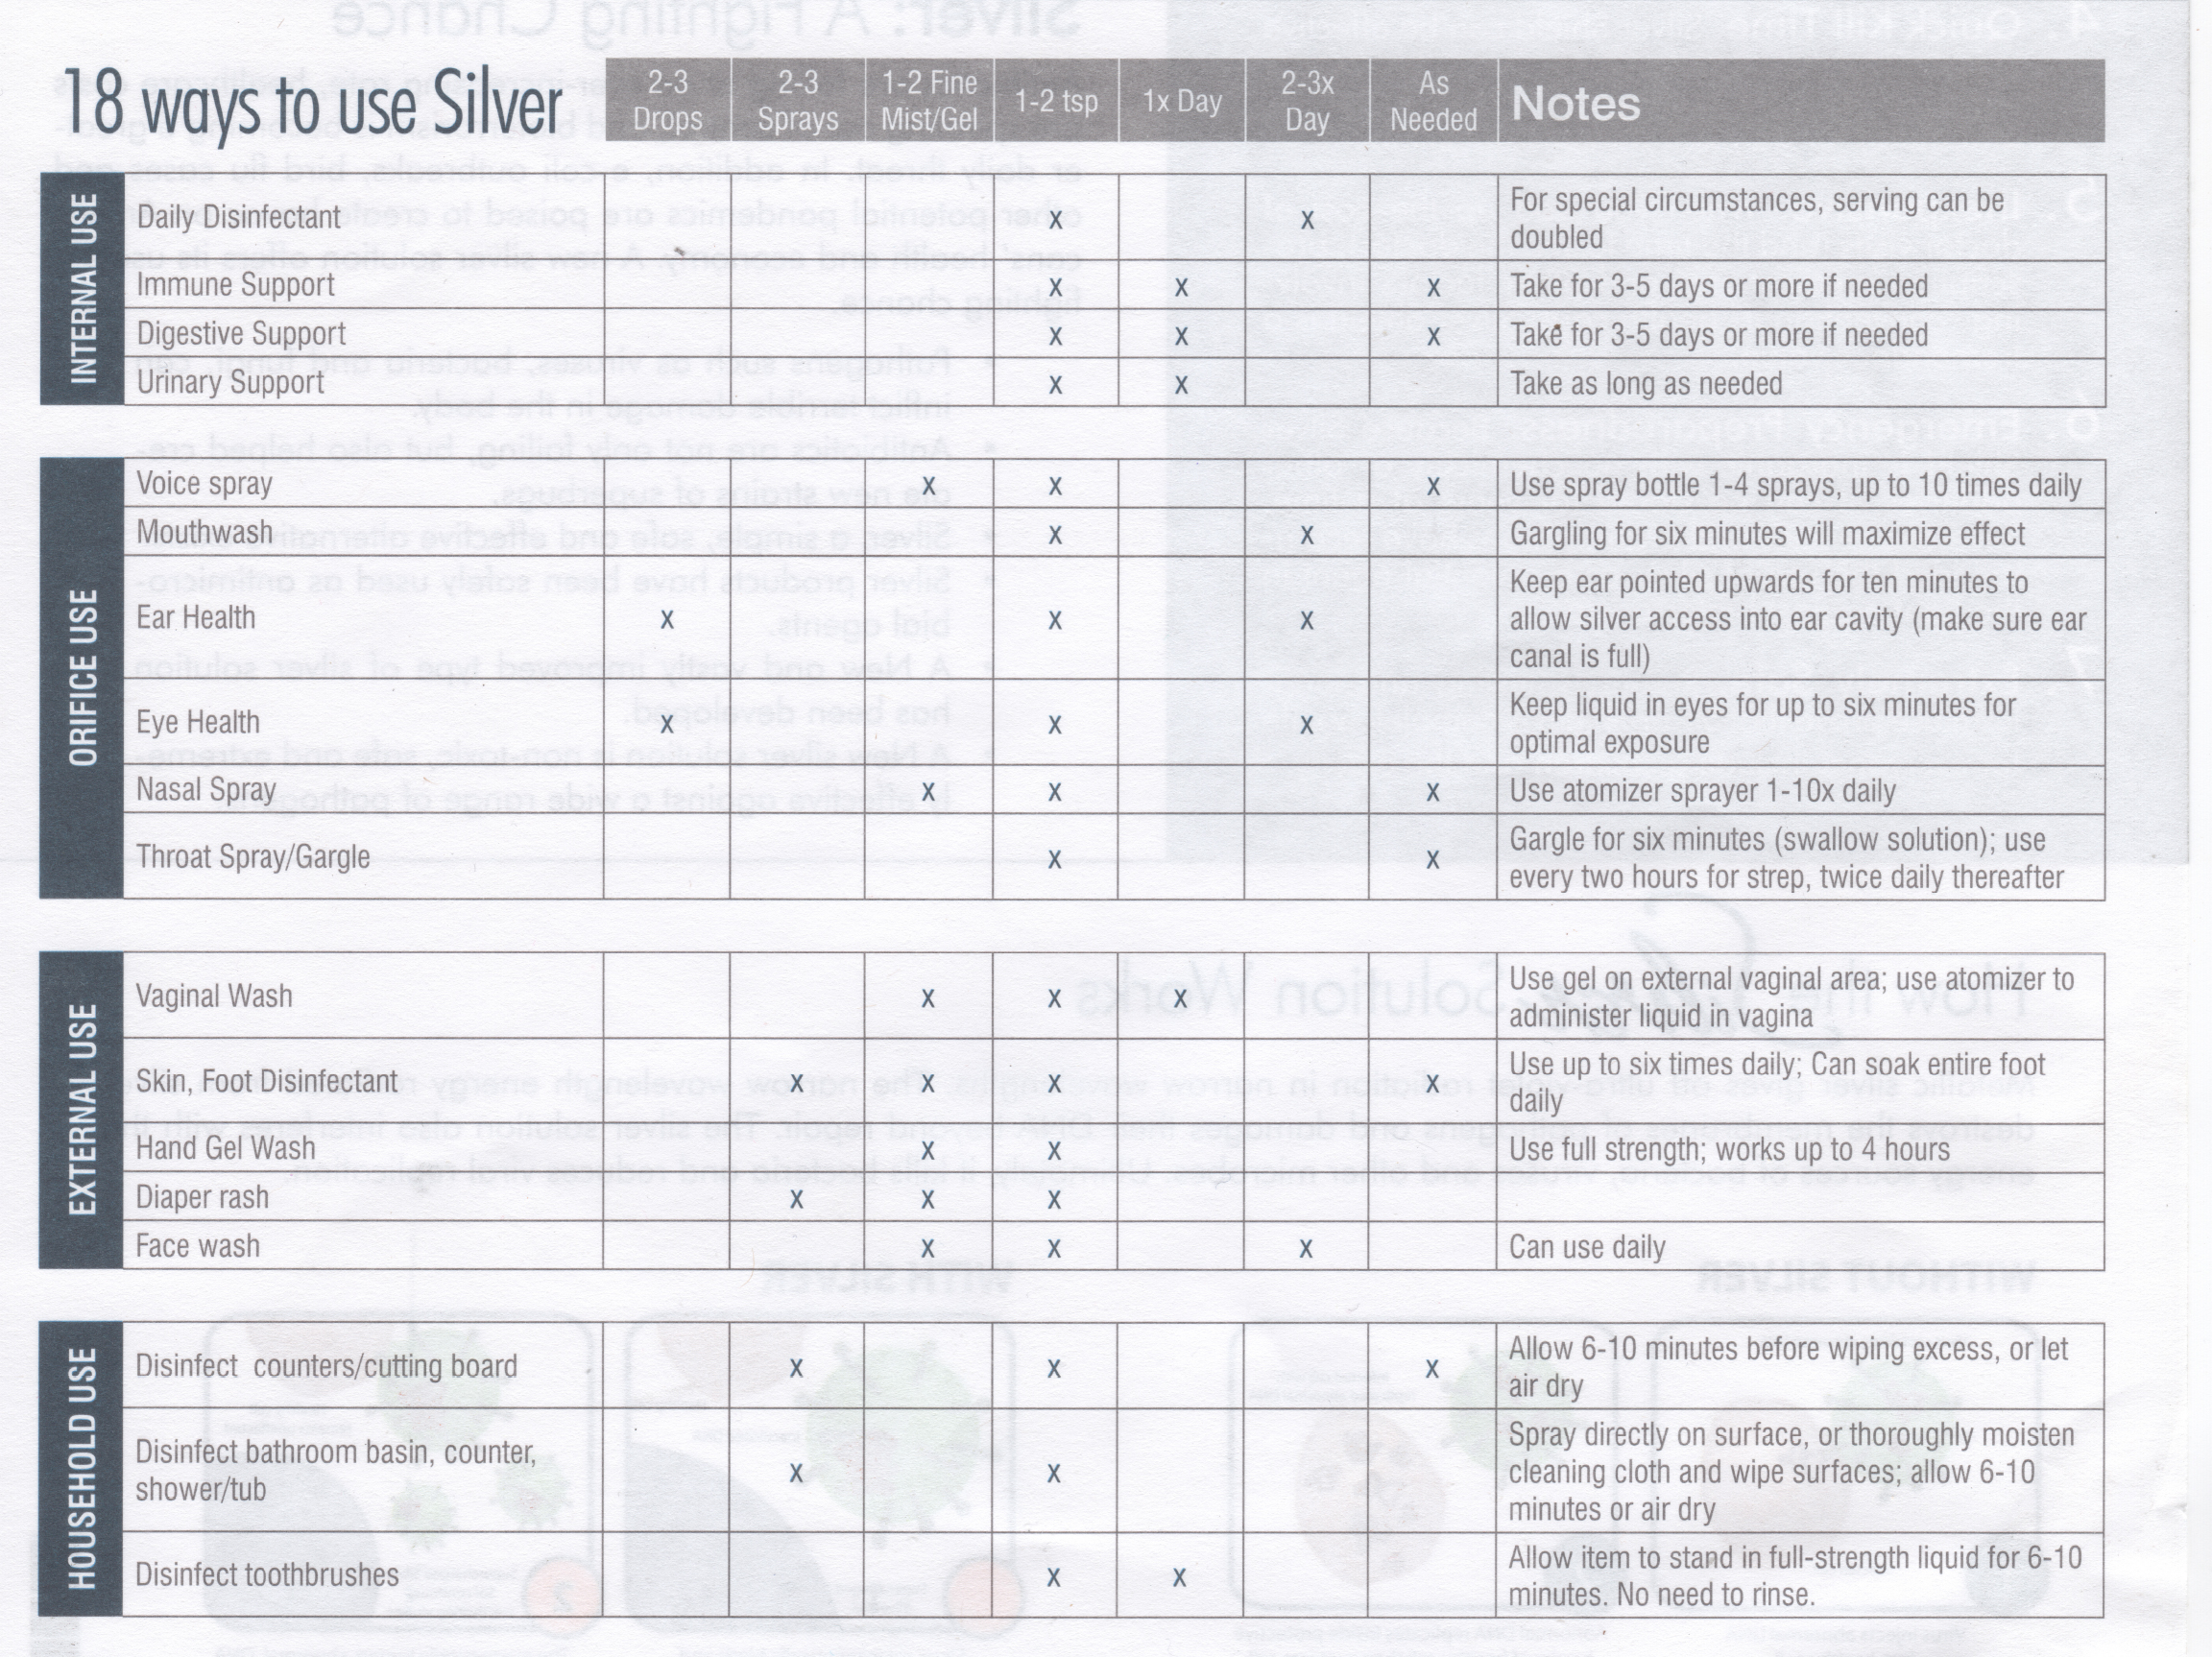 18 ways to use Silver
2-3 Drops
2-3 Sprays
1-2 Fine Mist/Gel
1-2 tsp
1x Day
2-3x Day
As Needed
Notes
INTERNAL USE
Daily Disinfectant x x For special circumstances, serving can be
doubled
Immune Support x x x Take for 3-5 days or more if needed
Digestive Support x x x Take for 3-5 days or more if needed
Urinary Support x x Take as long as needed
ORIFICE USE
Voice spray x x x Use spray bottle 1-4 sprays, up to 10 times daily
Mouthwash x x Gargling for six minutes will maximize effect
Ear Health x x x Keep ear pointed upwards for ten minutes to
allow silver access into ear cavity (make sure ear
canal is full)
Eye Health x x x Keep liquid in eyes for up to six minutes for
optimal exposure
Nasal Spray x x x Use atomizer sprayer 1-10x daily
Throat Spray/Gargle x x Gargle for six minutes (swallow solution); use
every two hours for strep, twice daily thereafter
EXTERNAL USE
Vaginal Wash x x x Use gel on external vaginal area; use atomizer to
administer liquid in vagina
Skin, Foot Disinfectant x x x x Use up to six times daily; Can soak entire foot
daily
Hand Gel Wash x x Use full strength; works up to 4 hours
Diaper rash x x x
Face wash x x x Can use daily
HOUSEHOLD USE
Disinfect counters/cutting board x x x Allow 6-10 minutes before wiping excess, or let
air dry
Disinfect bathroom basin, counter,
shower/tub x x Spray directly on surface, or thoroughly moisten
cleaning cloth and wipe surfaces; allow 6-10
minutes or air dry
Disinfect toothbrushes x x Allow item to stand in full-strength liquid for 6-10
minutes. No need to rinse.